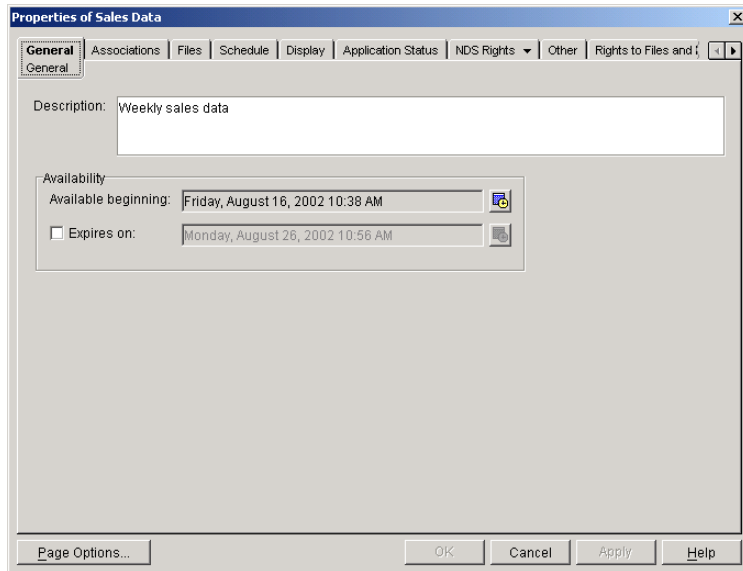 Properties of Sales Data
General Associations Files Schedule Display Application Status NDS Rights Other Rights to Files and
General
Description: Weekly sales data
Availability
Available beginning: Friday, August 16, 2002 10:38 AM
Expires on: Monday, August 26, 2002 10:56 AM
Page Options... OK Cancel Apply Help